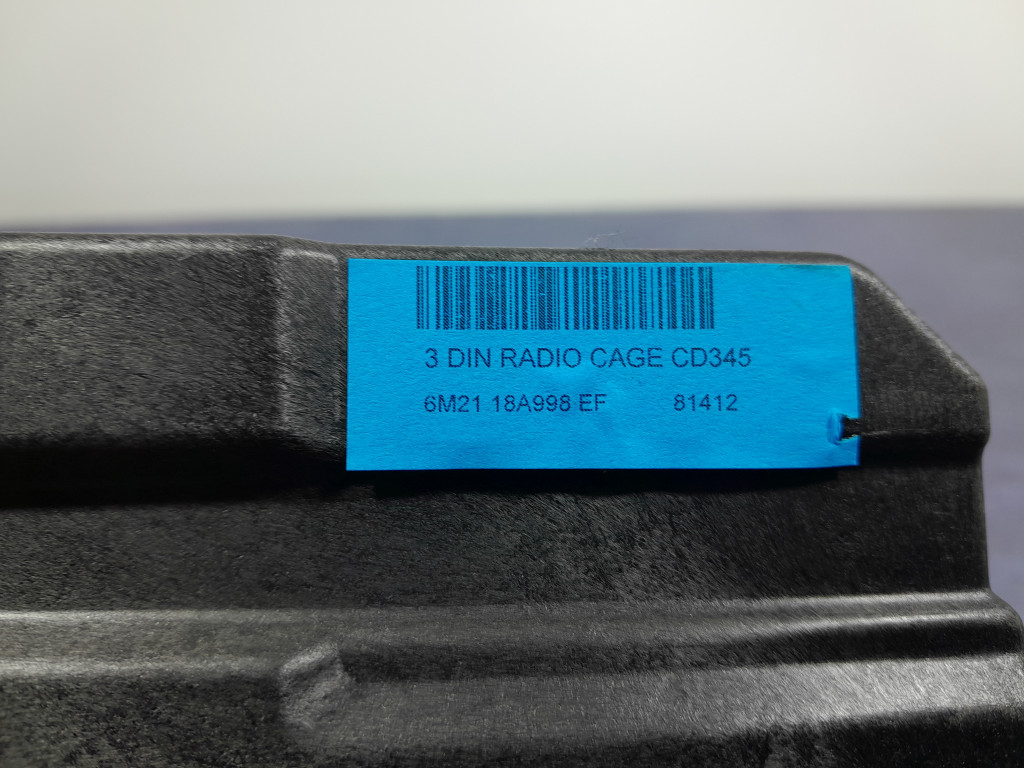 3 DIN RADIO CAGE CD345
6M21 18A998 EF 81412